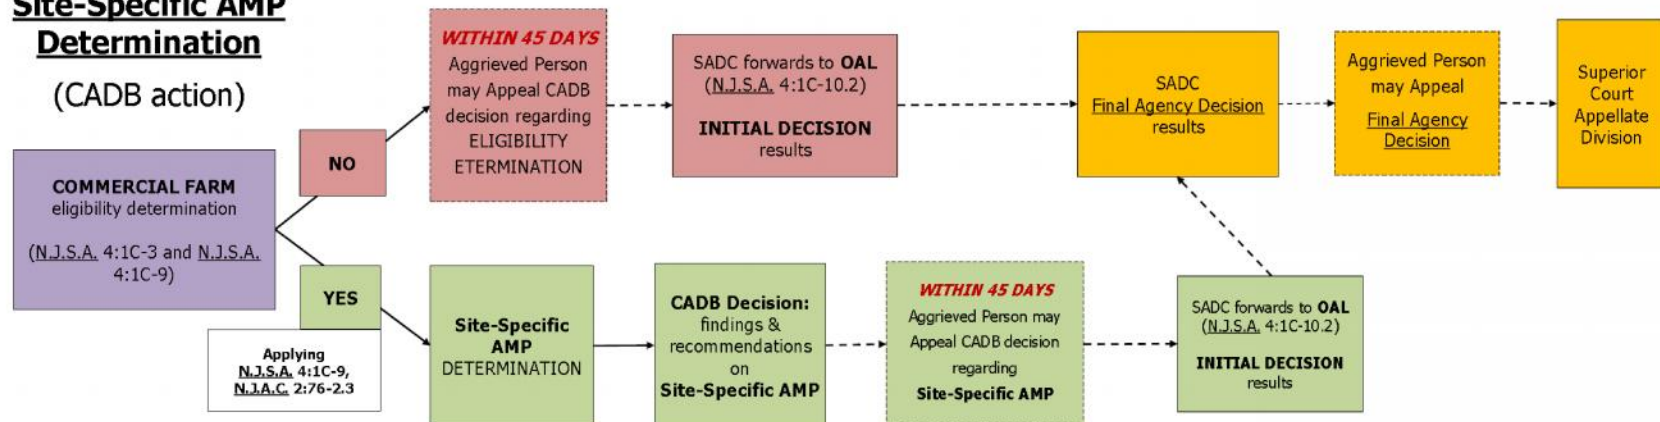 Site-Specific AMP
Determination
(CADB action)
COMMERCIAL FARM
eligibility determination
(N.J.S.A. 4:1C-3 and N.J.S.A.
4:1C-9)
NO
WITHIN 45 DAYS
Aggrieved Person
may Appeal CADB
decision regarding
ELIGIBILITY
ETERMINATION
SADC forwards to OAL
(N.J.S.A. 4:1C-10.2)
INITIAL DECISION
results
SADC
Final Agency Decision
results
Aggrieved Person
may Appeal
Final Agency
Decision
Superior
Court
Appellate
Division
YES
Applying
N.J.S.A. 4:1C-9,
N.J.A.C. 2:76-2.3
Site-Specific
AMP
DETERMINATION
CADB Decision:
findings &
recommendations
on
Site-Specific AMP
WITHIN 45 DAYS
Aggrieved Person may
Appeal CADB decision
regarding
Site-Specific AMP
SADC forwards to OAL
(N.J.S.A. 4:1C-10.2)
INITIAL DECISION
results